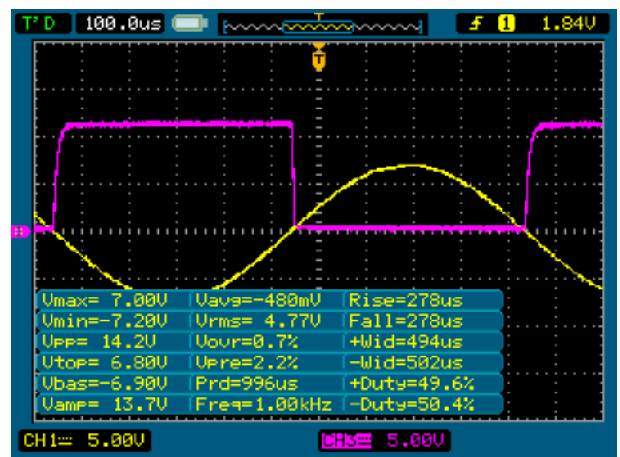 T'D 100.0us T 1 1.84V
T
Vmax= 7.00V Vavg=-480mV Rise=278us
Vmin=-7.20V Vrms= 4.77V Fall=278us
Vpp= 14.2V Vovr=0.7% +Wid=494us
Vtop= 6.80V Vpre=2.2% -Wid=502us
Vbas=-6.90V Prd=996us +Duty=49.6%
Vamp= 13.7V Freq=1.00kHz -Duty=50.4%
CH1 5.00V CH3 5.00V